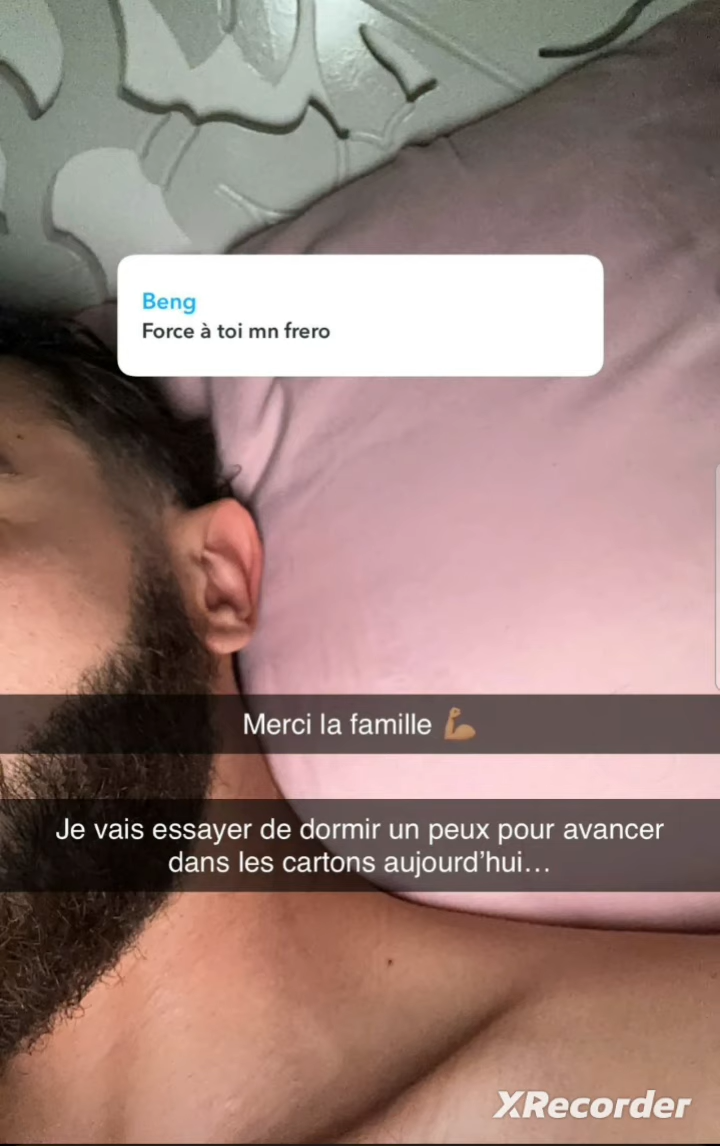 Beng
Force à toi mn frero
Merci la famille 💪🏽
Je vais essayer de dormir un peux pour avancer
dans les cartons aujourd’hui...
XRecorder